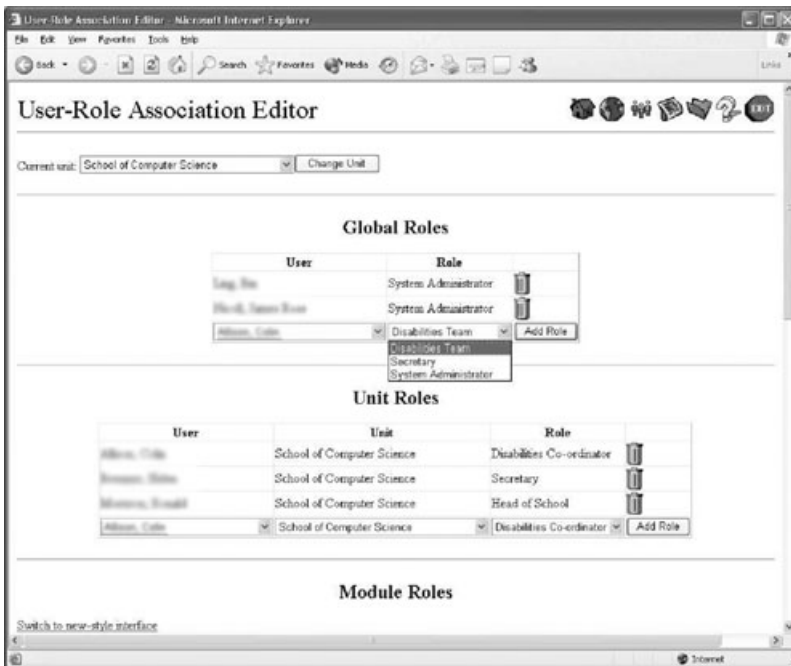 User-Role Association Editor - Microsoft Internet Explorer
File Edit View Favorites Tools Help
Back Search Favorites Media Links
User-Role Association Editor EXIT
Current unit: School of Computer Science Change Unit
Global Roles
User Role
System Administrator
System Administrator
Disabilities Team Add Role
Disabilities Team
Secretary
System Administrator
Unit Roles
User Unit Role
School of Computer Science Disabilities Co-ordinator
School of Computer Science Secretary
School of Computer Science Head of School
School of Computer Science Disabilities Co-ordinator Add Role
Module Roles
Switch to new-style interface
Internet